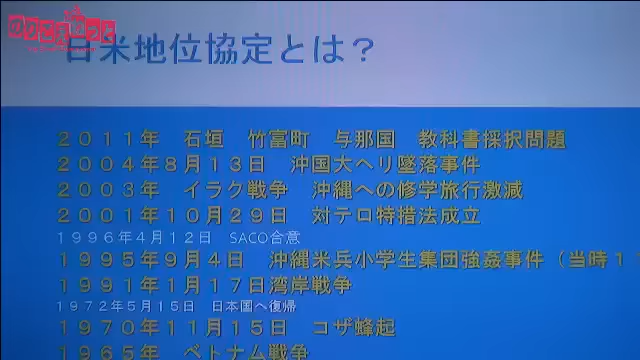 のりこえねっと
日米地位協定とは？
２０１１年　石垣　竹富町　与那国　教科書採択問題
２００４年８月１３日　沖国大ヘリ墜落事件
２００３年　イラク戦争　沖縄への修学旅行激減
２００１年１０月２９日　対テロ特措法成立
１９９６年４月１２日　SACO合意
１９９５年９月４日　沖縄米兵小学生集団強姦事件（当時１
１９９１年１月１７日湾岸戦争
１９７２年５月１５日　日本国へ復帰
１９７０年１１月１５日　コザ蜂起
１９６５年　ベトナム戦争